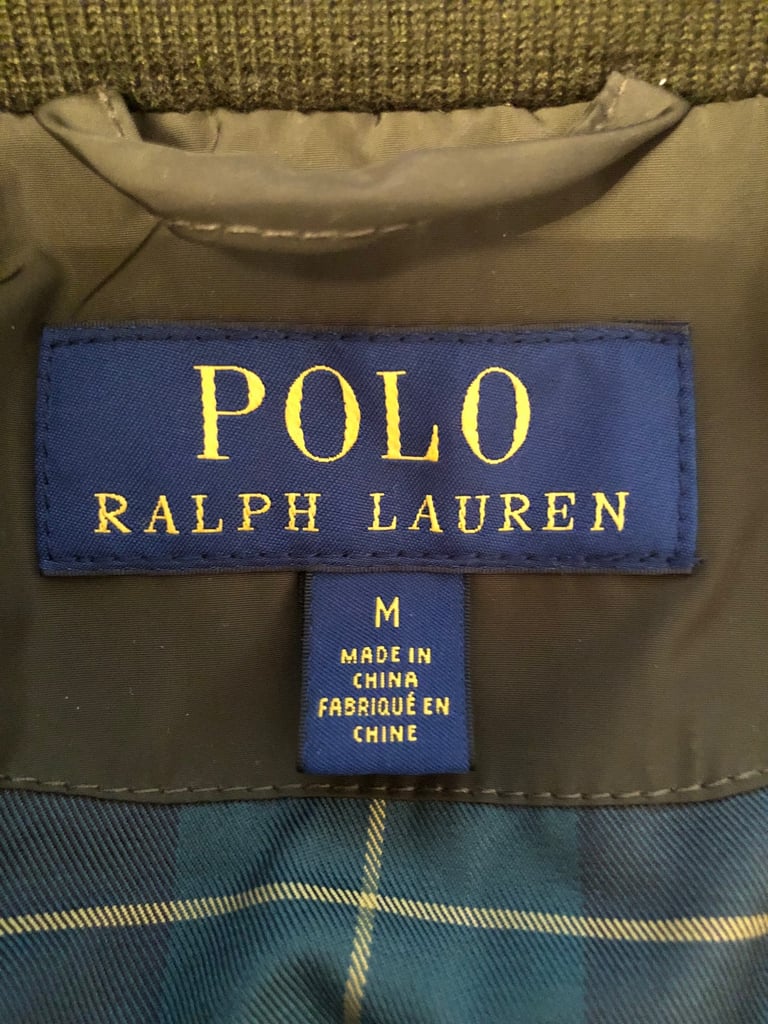 POLO
RALPH LAUREN
M
MADE IN
CHINA
FABRIQUÉ EN
CHINE